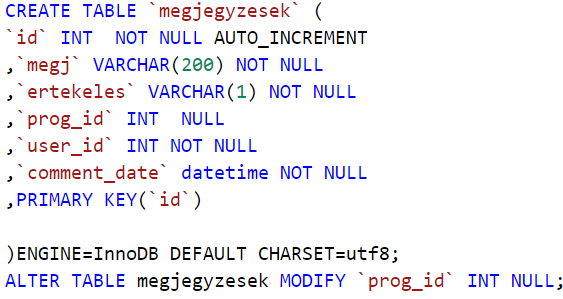 CREATE TABLE `megjegyzesek` (
`id` INT  NOT NULL AUTO_INCREMENT
,`megj` VARCHAR(200) NOT NULL
,`ertekeles` VARCHAR(1) NOT NULL
,`prog_id` INT  NULL
,`user_id` INT NOT NULL
,`comment_date` datetime NOT NULL
,PRIMARY KEY(`id`)
)ENGINE=InnoDB DEFAULT CHARSET=utf8;
ALTER TABLE megjegyzesek MODIFY `prog_id` INT NULL;